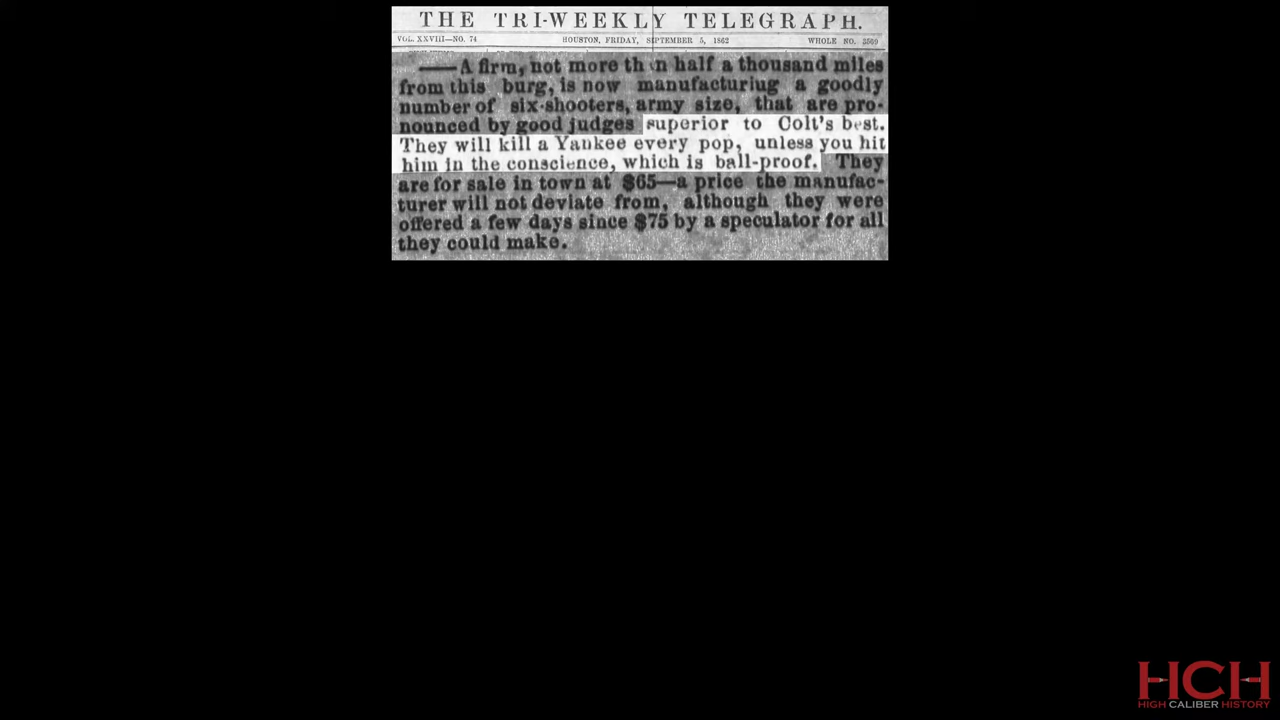 THE TRI-WEEKLY TELEGRAPH.
VOL. XXVIII—NO. 74 HOUSTON, FRIDAY, SEPTEMBER 5, 1862 WHOLE NO. 3569
—A firm, not more than half a thousand miles
from this burg, is now manufacturiug a goodly
number of six-shooters, army size, that are pro-
nounced by good judges superior to Colt's best.
They will kill a Yankee every pop, unless you hit
him in the conscience, which is ball-proof. They
are for sale in town at $65—a price the manufac-
turer will not deviate from, although they were
offered a few days since $75 by a speculator for all
they could make.
HCH
HIGH CALIBER HISTORY